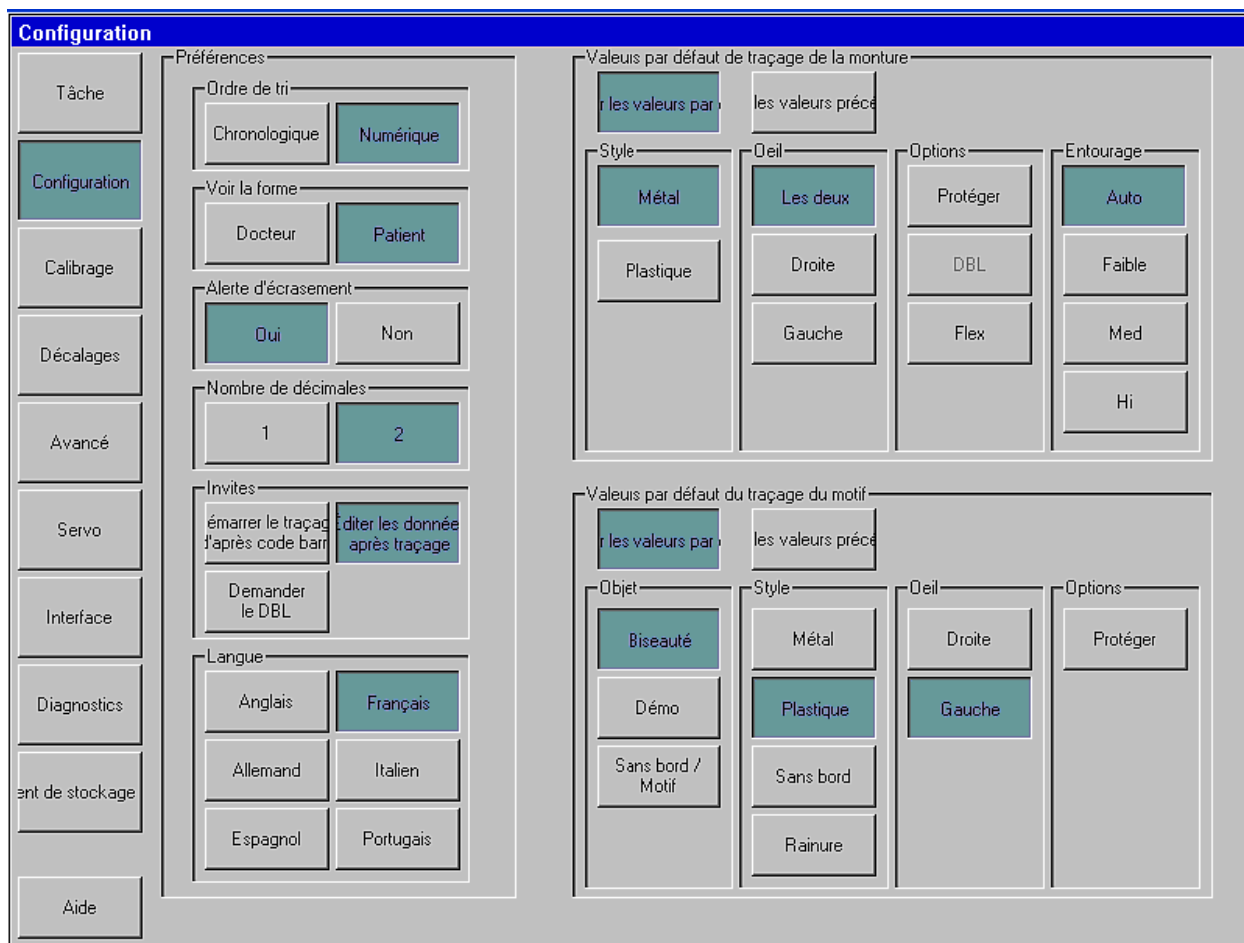 Configuration
Tâche
Configuration
Calibrage
Décalages
Avancé
Servo
Interface
Diagnostics
ent de stockage
Aide
Préférences
Ordre de tri
Chronologique
Numérique
Voir la forme
Docteur
Patient
Alerte d'écrasement
Oui
Non
Nombre de décimales
1
2
Invites
émarrer le traçag
d'après code barr
Éditer les donnée
après traçage
Demander
le DBL
Langue
Anglais
Français
Allemand
Italien
Espagnol
Portugais
Valeurs par défaut de traçage de la monture
r les valeurs par
les valeurs précé
Style
Métal
Plastique
Oeil
Les deux
Droite
Gauche
Options
Protéger
DBL
Flex
Entourage
Auto
Faible
Med
Hi
Valeurs par défaut du traçage du motif
r les valeurs par
les valeurs précé
Objet
Biseauté
Démo
Sans bord /
Motif
Style
Métal
Plastique
Sans bord
Rainure
Oeil
Droite
Gauche
Options
Protéger